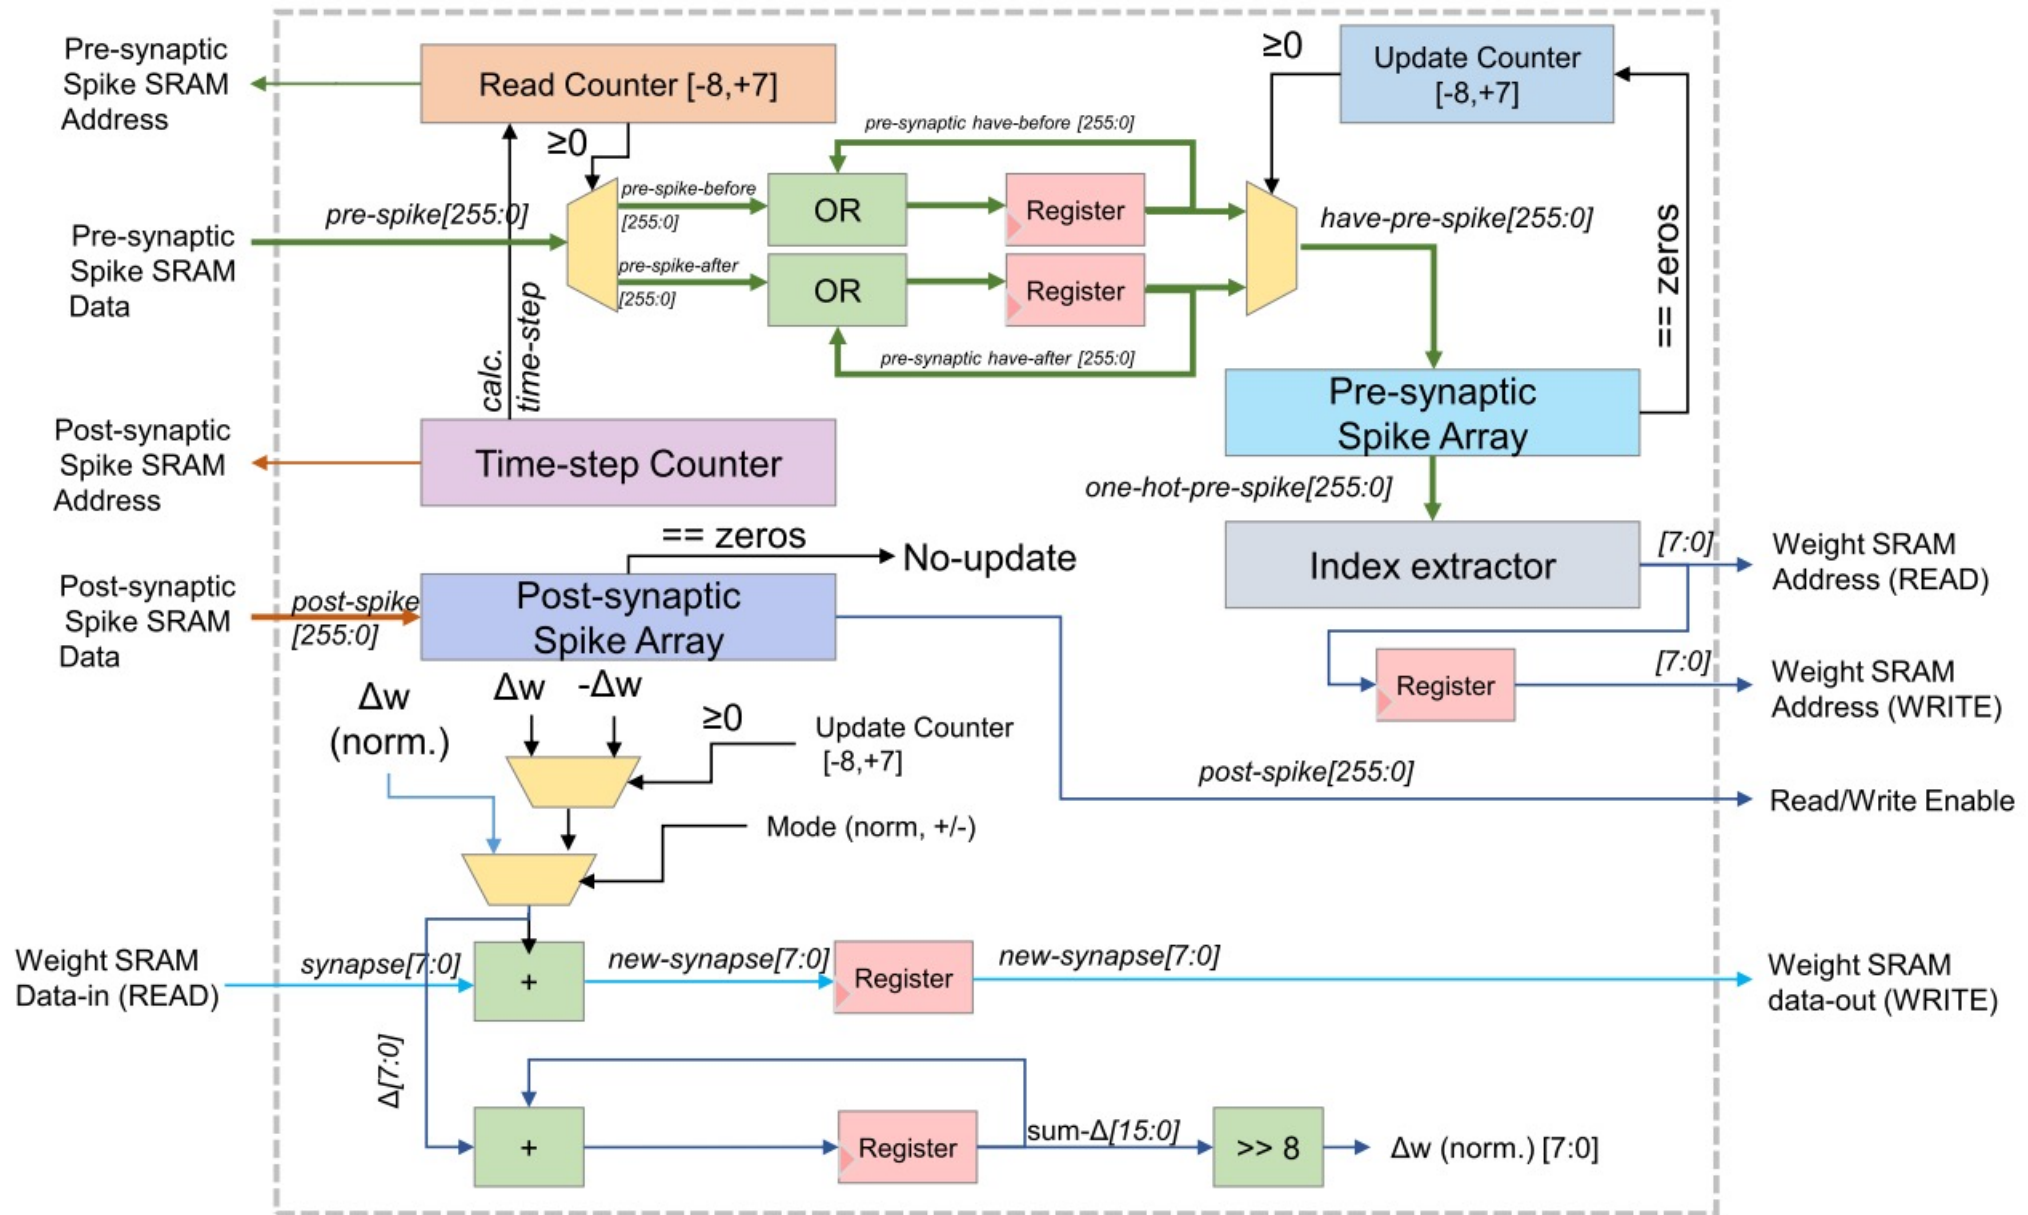 Pre-synaptic
Spike SRAM
Address
Read Counter [-8,+7]
≥0
Update Counter
[-8,+7]
≥0
pre-synaptic have-before [255:0]
pre-spike[255:0]
pre-spike-before
[255:0]
OR
Register
have-pre-spike[255:0]
== zeros
Pre-synaptic
Spike SRAM
Data
pre-spike-after
[255:0]
OR
Register
pre-synaptic have-after [255:0]
calc.
time-step
Pre-synaptic
Spike Array
Post-synaptic
Spike SRAM
Address
Time-step Counter
one-hot-pre-spike[255:0]
== zeros
No-update
Index extractor
[7:0]
Weight SRAM
Address (READ)
Post-synaptic
Spike SRAM
Data
post-spike
[255:0]
Post-synaptic
Spike Array
Register
[7:0]
Weight SRAM
Address (WRITE)
Δw
(norm.)
Δw
-Δw
≥0
Update Counter
[-8,+7]
post-spike[255:0]
Read/Write Enable
Mode (norm, +/-)
Weight SRAM
Data-in (READ)
synapse[7:0]
+
new-synapse[7:0]
Register
new-synapse[7:0]
Weight SRAM
data-out (WRITE)
Δ[7:0]
+
Register
sum-Δ[15:0]
>> 8
Δw (norm.) [7:0]